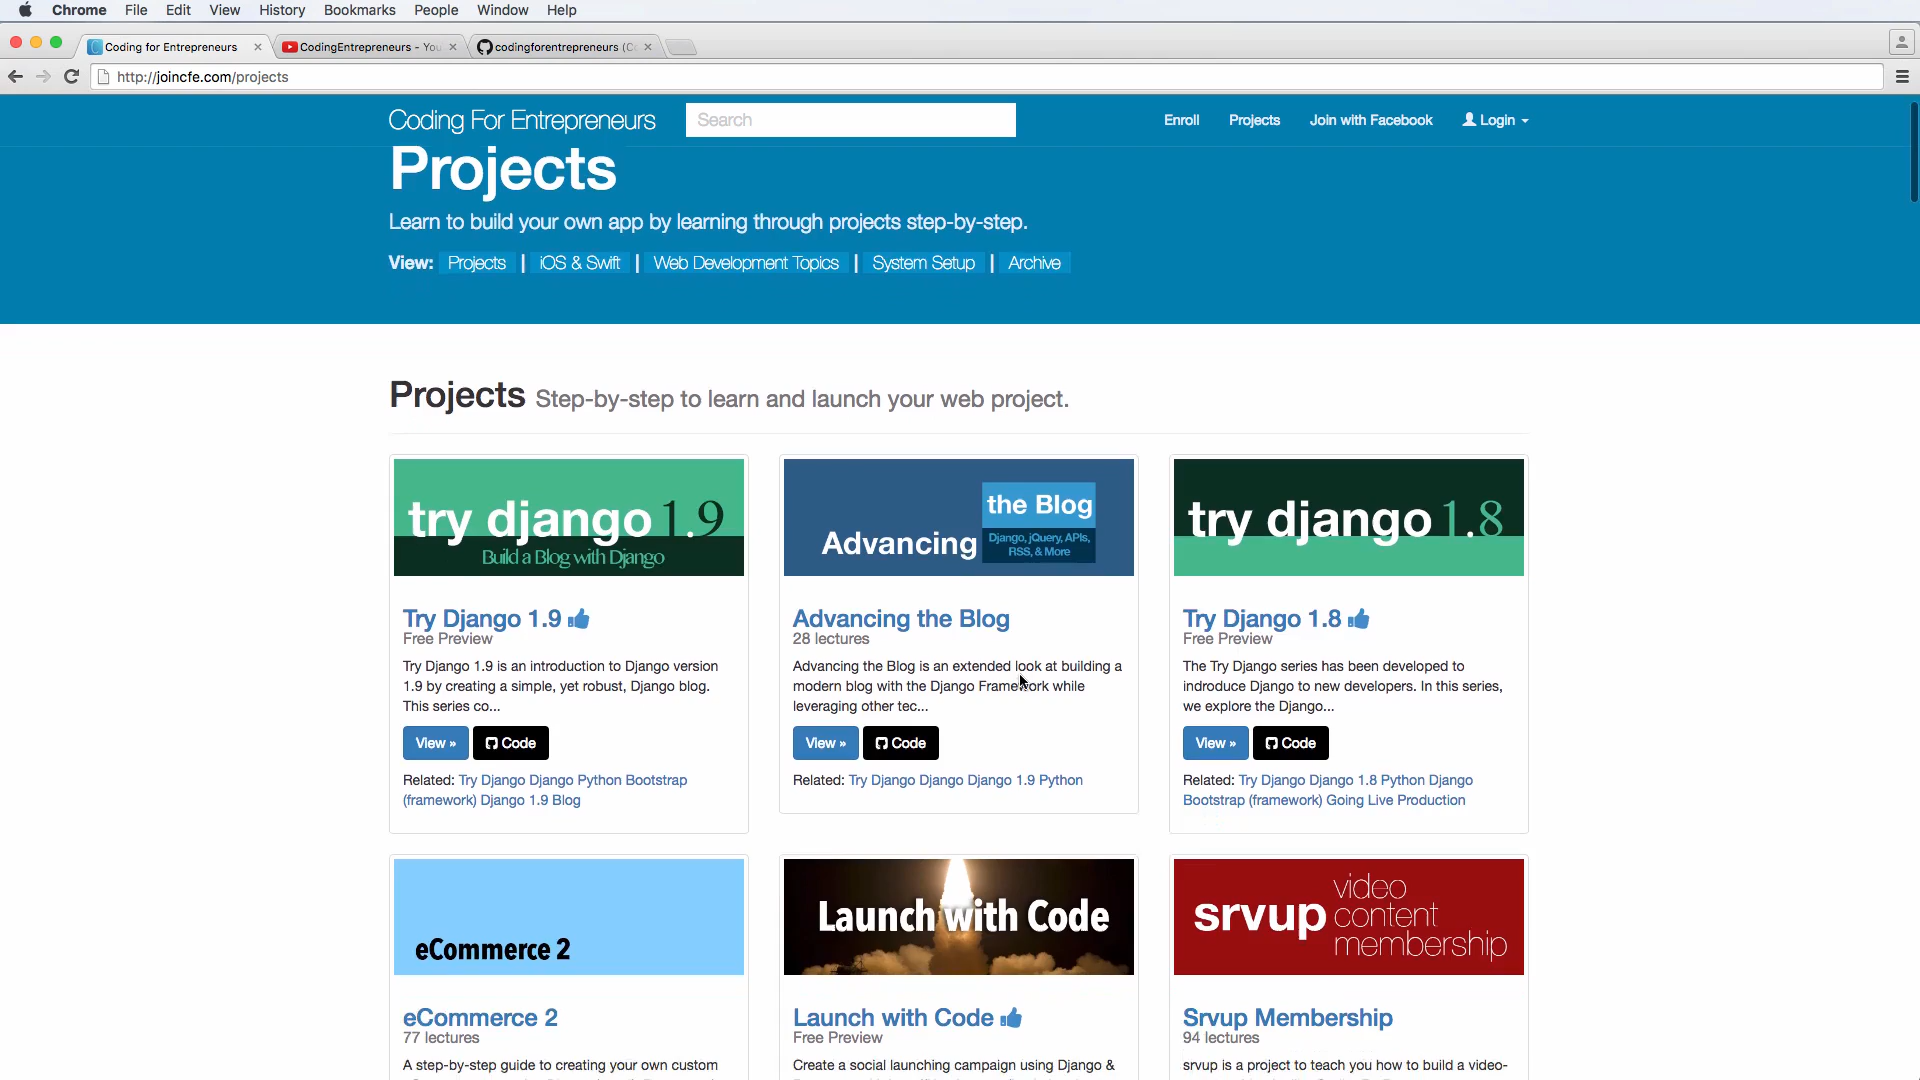 Chrome File Edit View History Bookmarks People Window Help
Coding for Entrepreneurs
CodingEntrepreneurs - You
codingforentrepreneurs (C
http://joincfe.com/projects
Coding For Entrepreneurs Search Enroll Projects Join with Facebook Login
Projects
Learn to build your own app by learning through projects step-by-step.
View: Projects | iOS & Swift | Web Development Topics | System Setup | Archive
Projects Step-by-step to learn and launch your web project.
try django 1.9
Build a Blog with Django
Try Django 1.9
Free Preview
Try Django 1.9 is an introduction to Django version
1.9 by creating a simple, yet robust, Django blog.
This series co...
View » Code
Related: Try Django Django Python Bootstrap
(framework) Django 1.9 Blog
Advancing the Blog
Django, jQuery, APIs,
RSS, & More
Advancing the Blog
28 lectures
Advancing the Blog is an extended look at building a
modern blog with the Django Framework while
leveraging other tec...
View » Code
Related: Try Django Django Django 1.9 Python
try django 1.8
Try Django 1.8
Free Preview
The Try Django series has been developed to
indroduce Django to new developers. In this series,
we explore the Django...
View » Code
Related: Try Django Django 1.8 Python Django
Bootstrap (framework) Going Live Production
eCommerce 2
eCommerce 2
77 lectures
A step-by-step guide to creating your own custom
Launch with Code
Launch with Code
Free Preview
Create a social launching campaign using Django &
srvup video
content
membership
Srvup Membership
94 lectures
srvup is a project to teach you how to build a video-